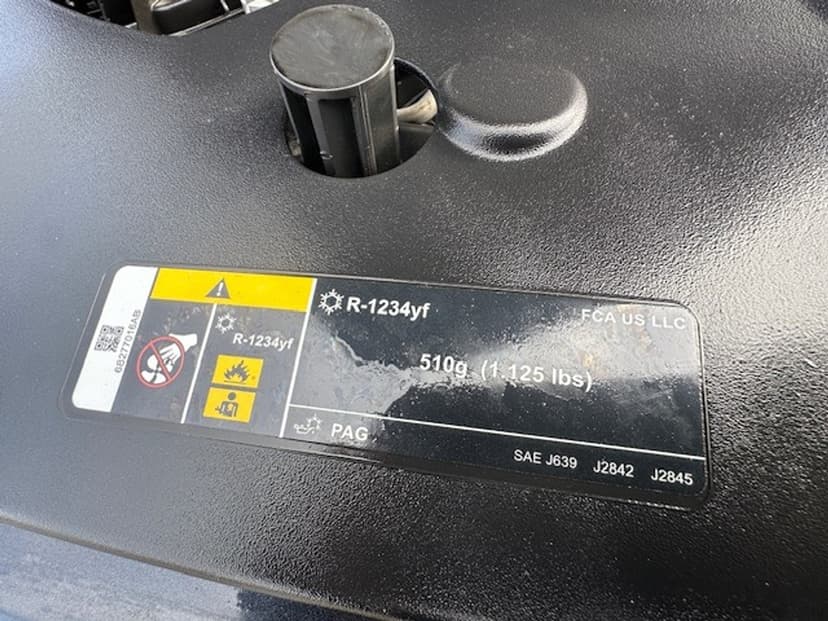 68277016AB
R-1234yf
R-1234yf
FCA US LLC
510g (1.125 lbs)
PAG
SAE J639 J2842 J2845